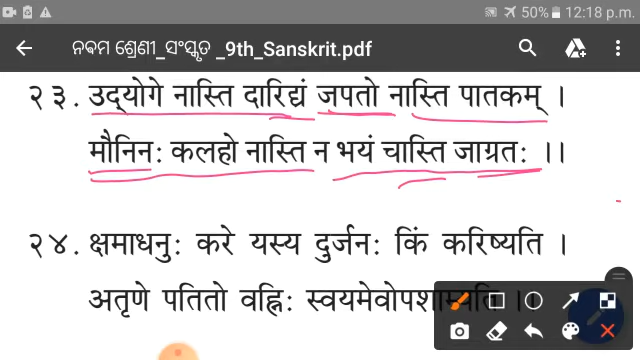 50% 12:18 p.m.
ନବମ ଶ୍ରେଣୀ_ସଂସ୍କୃତ _9th_Sanskrit.pdf
२३. उद्‌योगे नास्ति दारिद्यं जपतो नास्ति पातकम् ।
मौनिनः कलहो नास्ति न भयं चास्ति जाग्रतः ।।
२४. क्षमाधनुः करे यस्य दुर्जनः किं करिष्यति ।
अतृणे पतितो वह्निः स्वयमेवोपशाम्यति ।